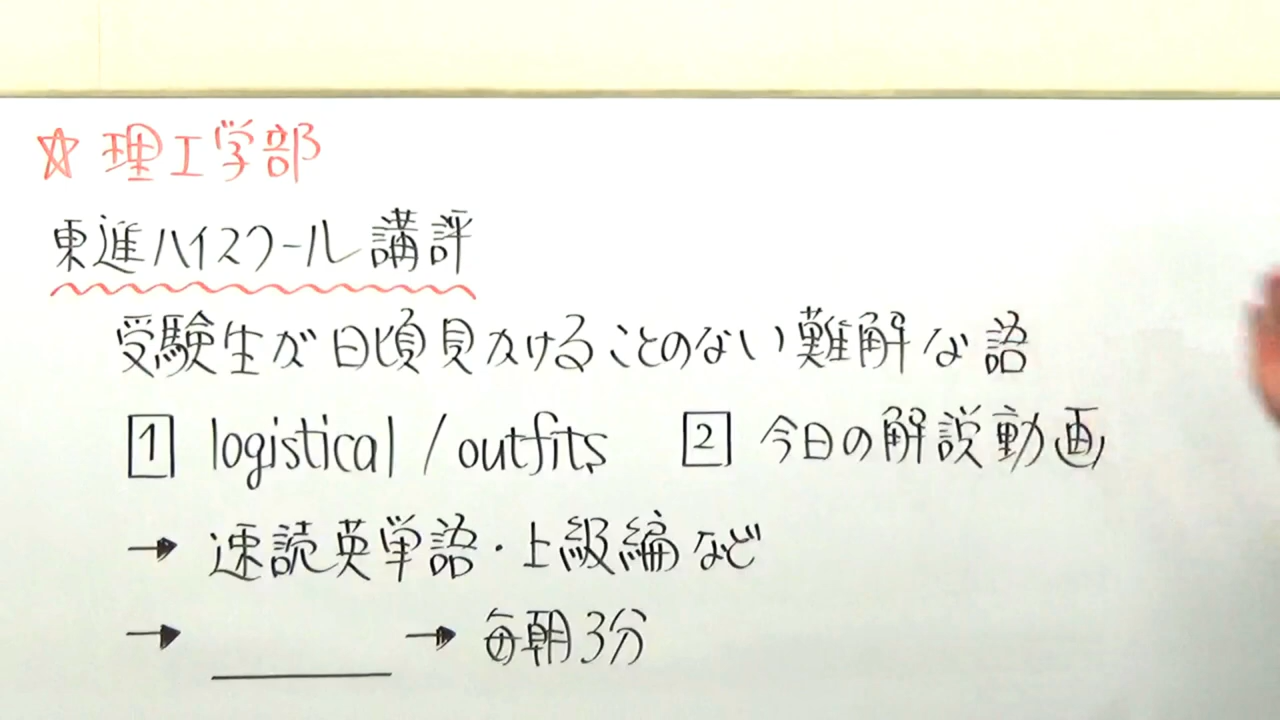 ☆ 理工学部
東進ハイスクール講評
受験生が日頃見かけることのない難解な語
1 logistical / outfits 2 今日の解説動画
→ 速読英単語・上級編など
→ ＿＿＿ → 毎朝3分